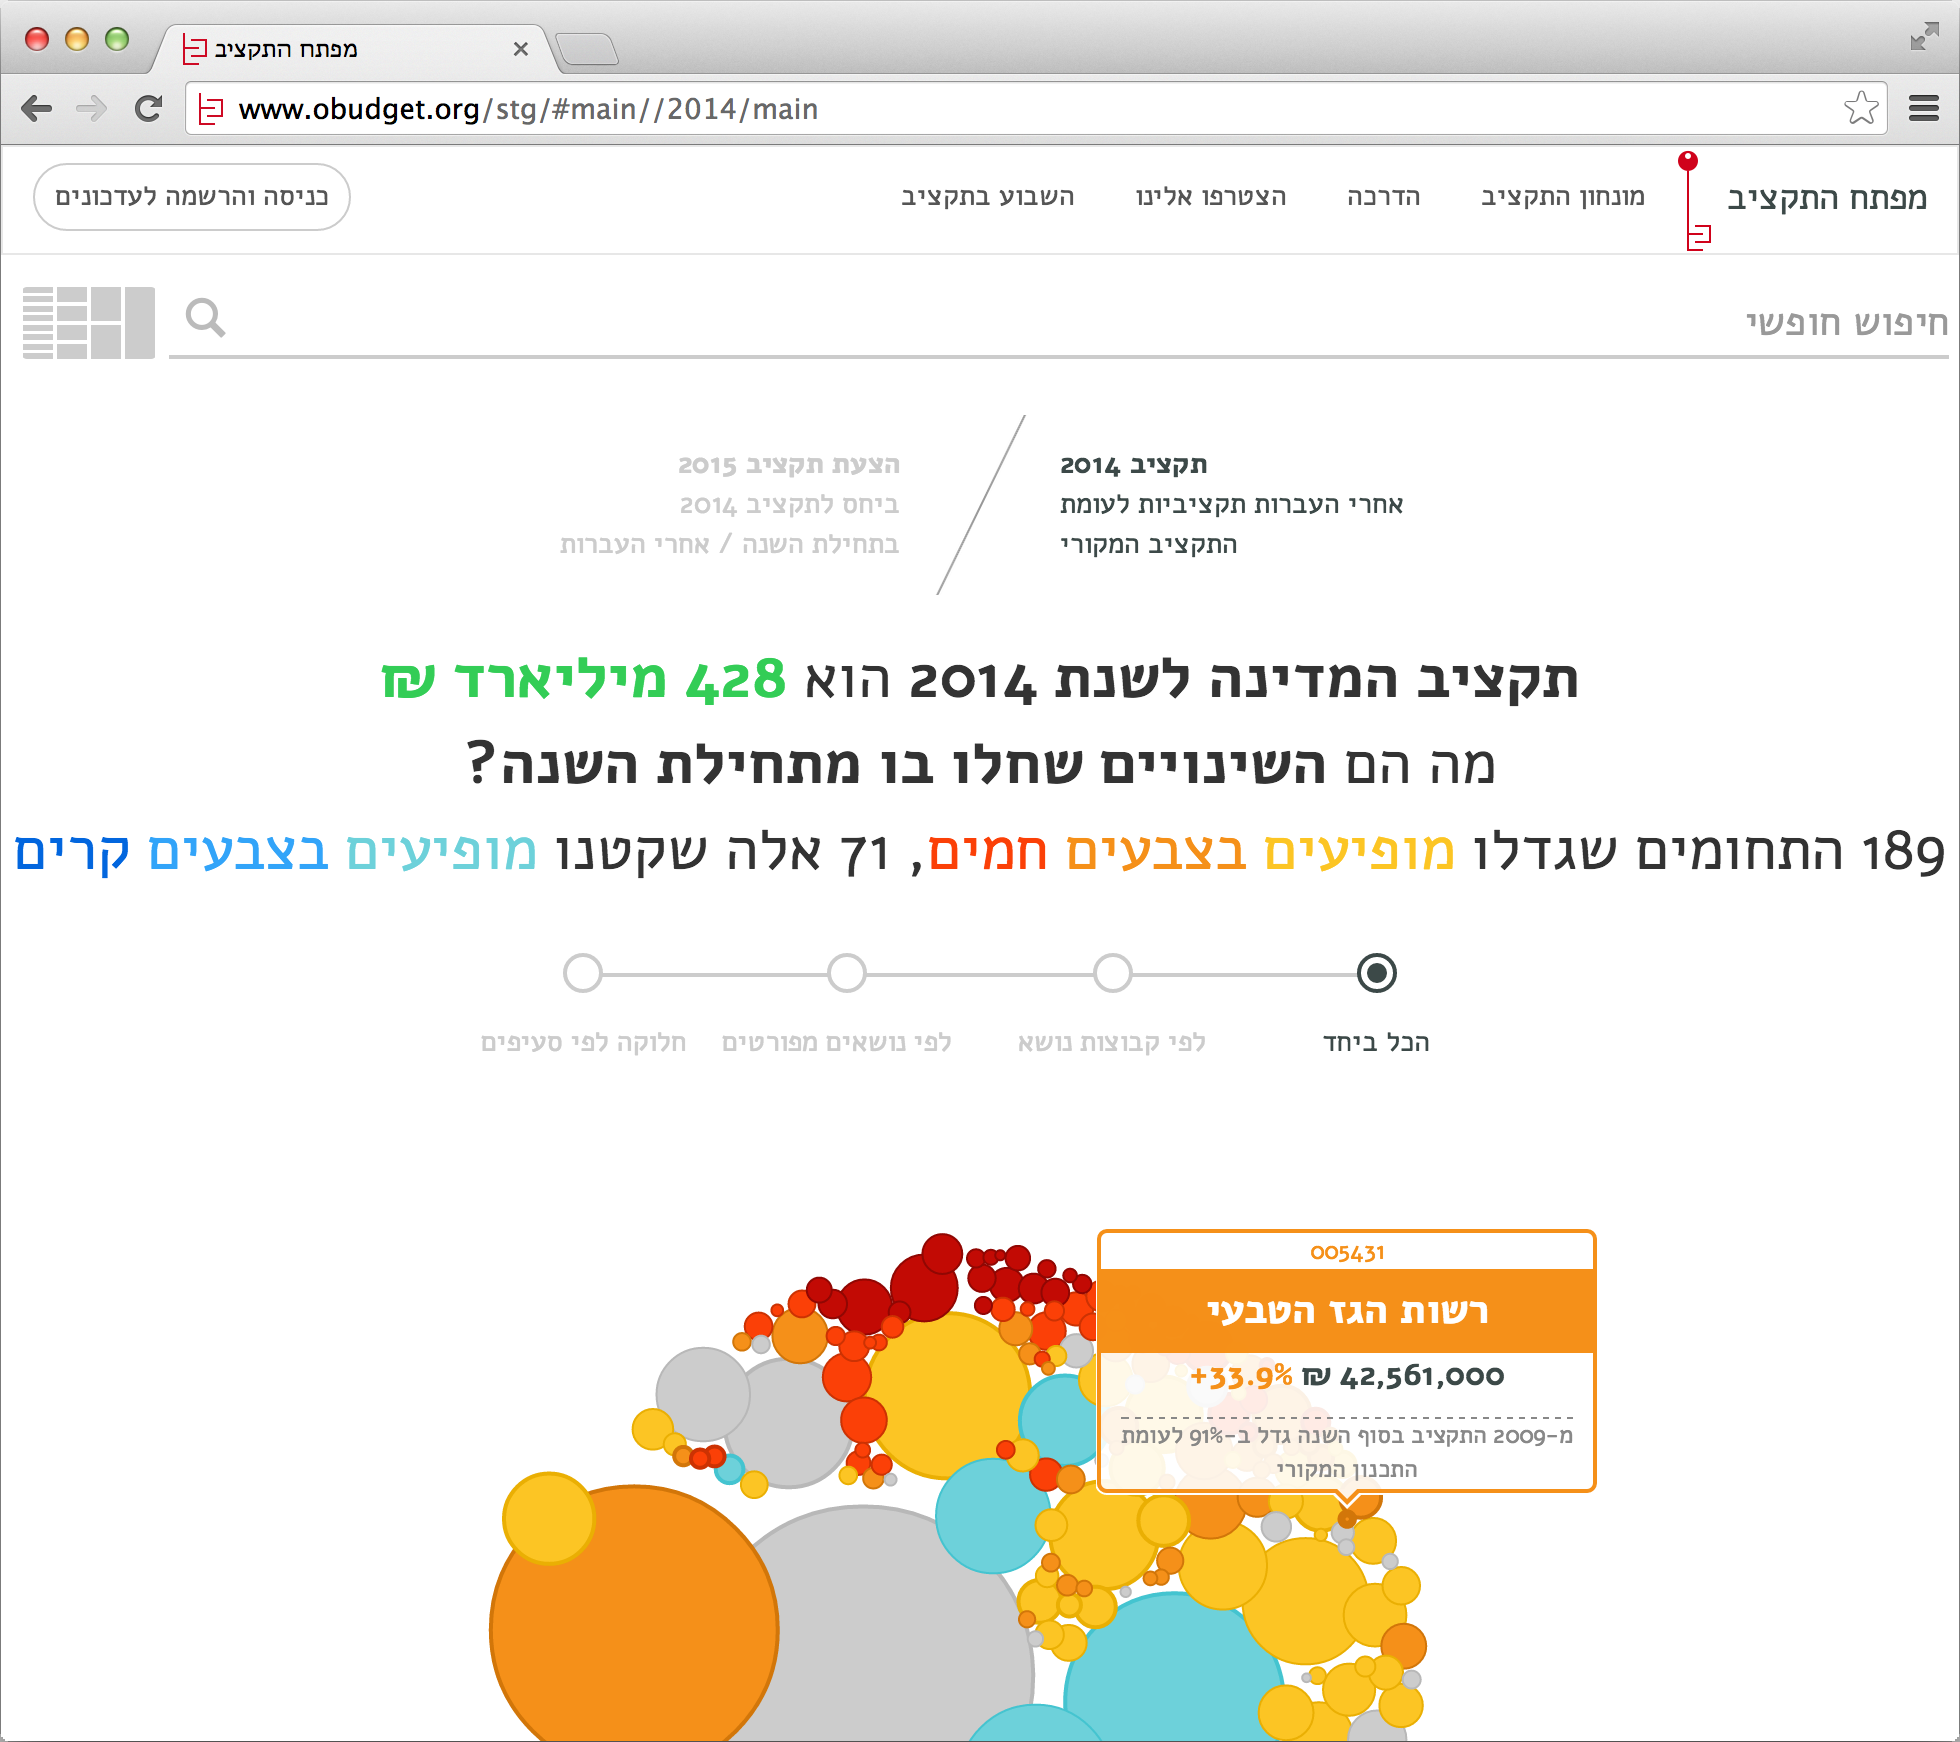 מפתח התקציב
www.obudget.org/stg/#main//2014/main
מפתח התקציב
מונחון התקציב
הדרכה
הצטרפו אלינו
השבוע בתקציב
כניסה והרשמה לעדכונים
חיפוש חופשי
תקציב 2014
אחרי העברות תקציביות לעומת
התקציב המקורי
הצעת תקציב 2015
ביחס לתקציב 2014
בתחילת השנה / אחרי העברות
תקציב המדינה לשנת 2014 הוא 428 מיליארד ₪
מה הם השינויים שחלו בו מתחילת השנה?
189 התחומים שגדלו מופיעים בצבעים חמים, 71 אלה שקטנו מופיעים בצבעים קרים
הכל ביחד
לפי קבוצות נושא
לפי נושאים מפורטים
חלוקה לפי סעיפים
005431
רשות הגז הטבעי
42,561,000 ₪ +33.9%
מ-2009 התקציב בסוף השנה גדל ב-91% לעומת
התכנון המקורי